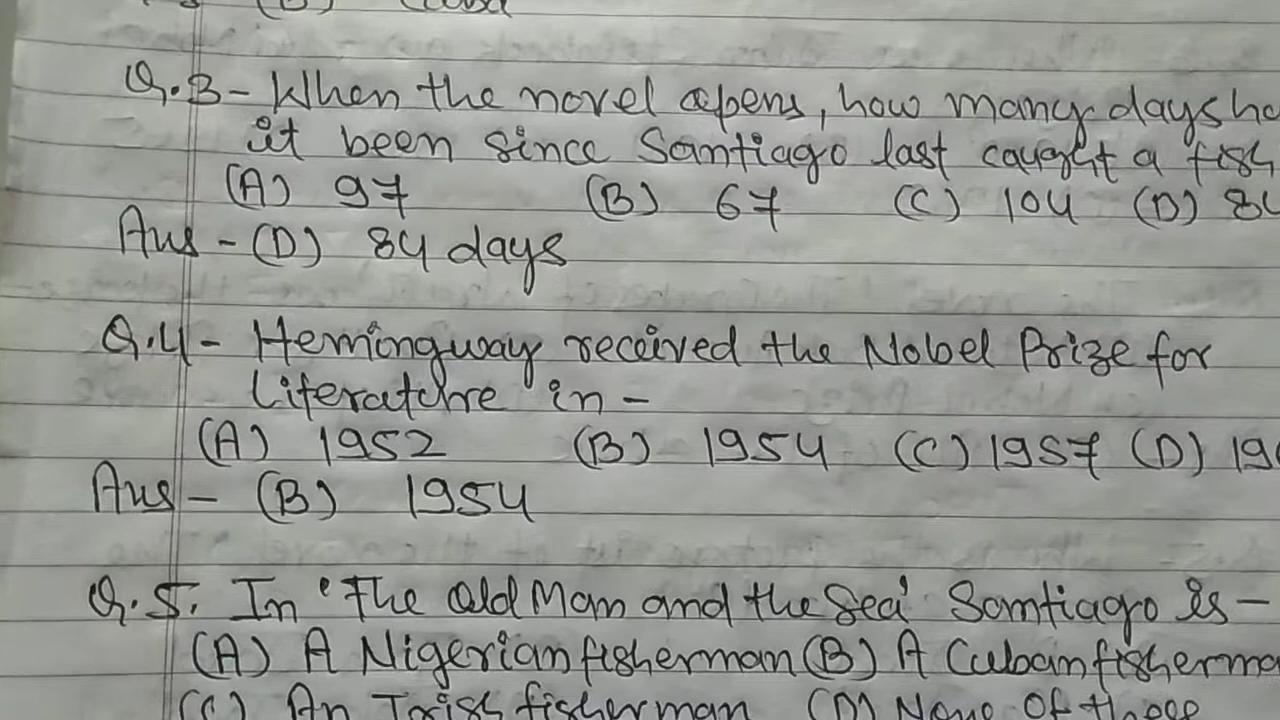 (B) Cuba
Q.3- When the novel opens, how many days ha
it been since Santiago last caught a fish
(A) 97 (B) 67 (C) 104 (D) 84
Ans - (D) 84 days
Q.4- Hemingway received the Nobel Prize for
Literature in -
(A) 1952 (B) 1954 (C) 1957 (D) 19
Ans - (B) 1954
Q.5. In 'The Old Man and the Sea' Santiago is -
(A) A Nigerian fisherman (B) A Cuban fisherma
(C) An Irish fisherman (D) None Of these